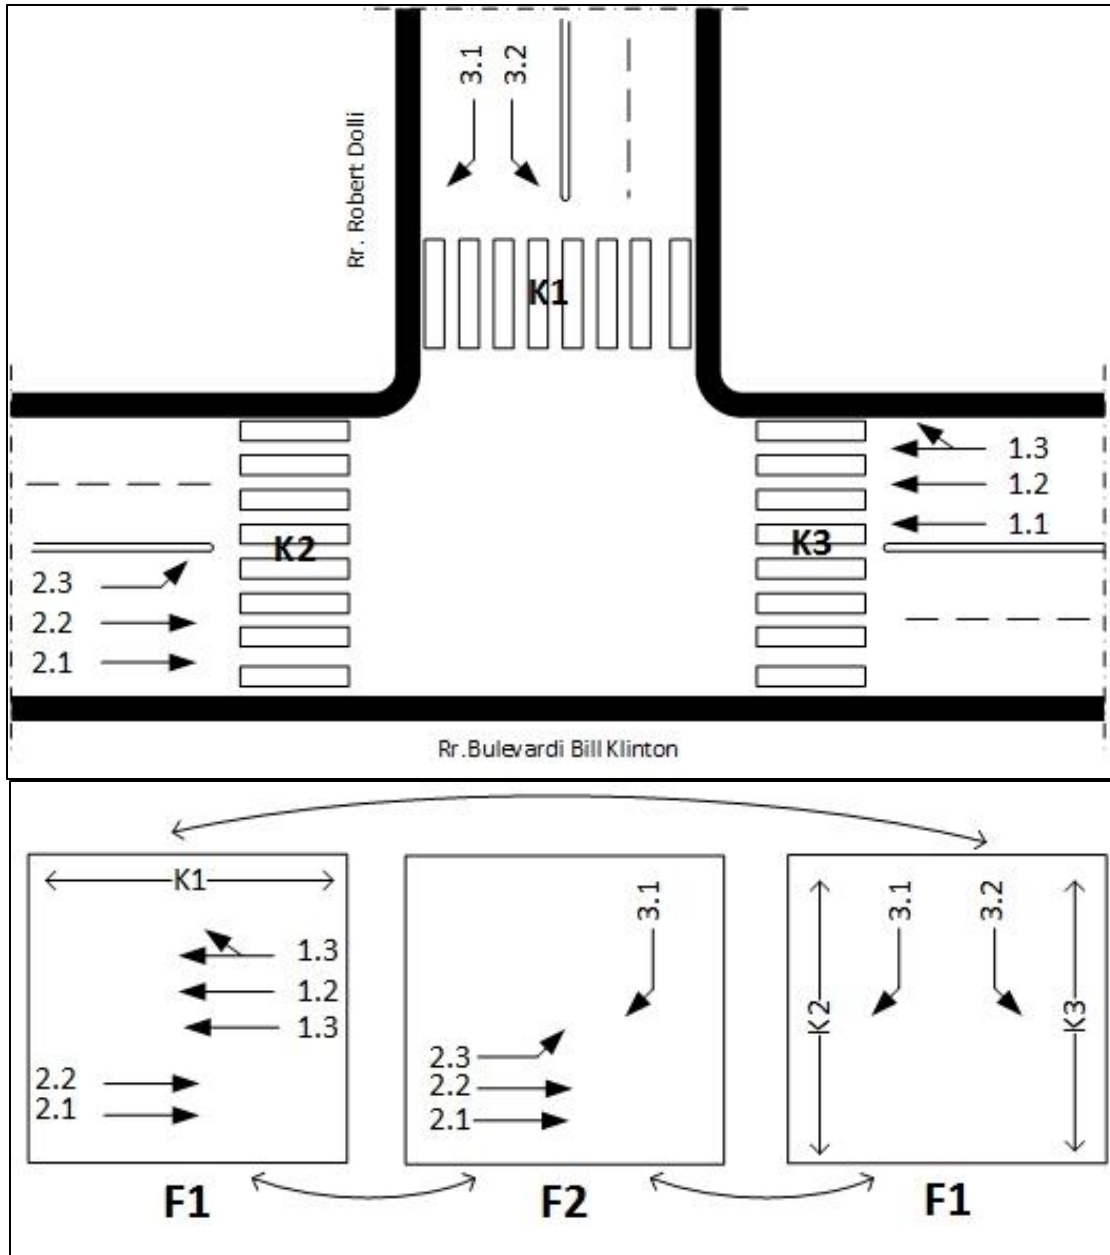 3.1
3.2
Rr. Robert Dolli
K1
1.3
1.2
1.1
K2
K3
2.3
2.2
2.1
Rr.Bulevardi Bill Klinton
K1
1.3
1.2
1.3
2.2
2.1
F1
3.1
2.3
2.2
2.1
F2
3.1
3.2
K2
K3
F1